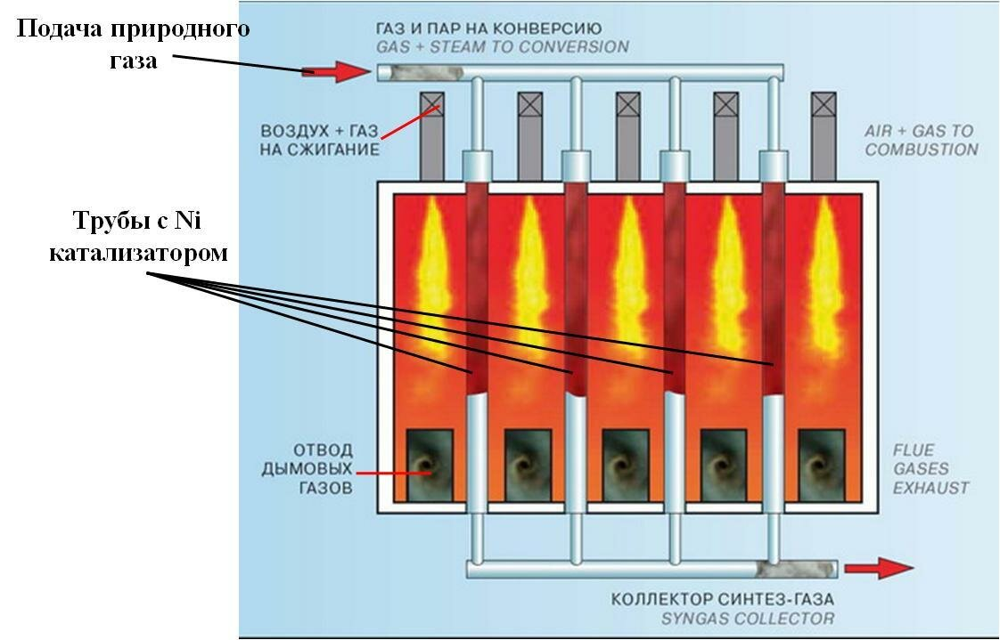 Подача природного
газа
ГАЗ И ПАР НА КОНВЕРСИЮ
GAS + STEAM TO CONVERSION
ВОЗДУХ + ГАЗ
НА СЖИГАНИЕ
AIR + GAS TO
COMBUSTION
Трубы с Ni
катализатором
ОТВОД
ДЫМОВЫХ
ГАЗОВ
FLUE
GASES
EXHAUST
КОЛЛЕКТОР СИНТЕЗ-ГАЗА
SYNGAS COLLECTOR